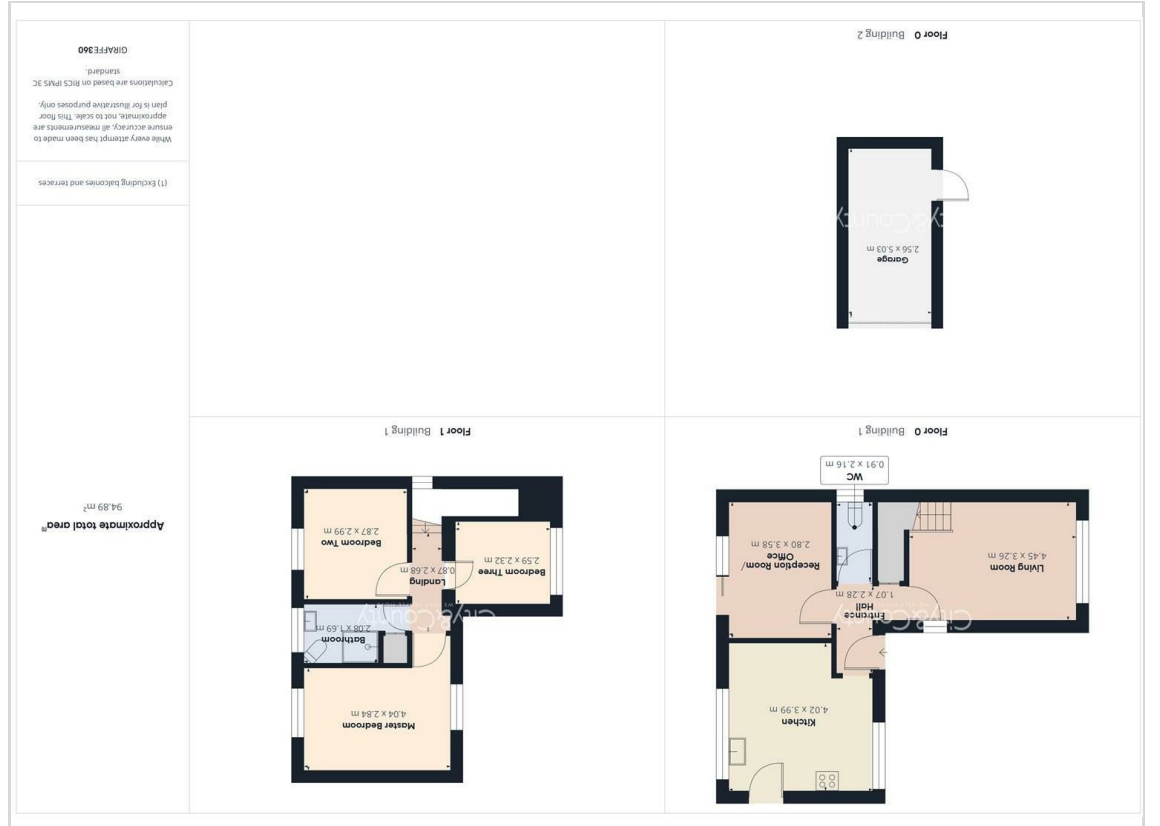 Floor 0 Building 1
Living Room
4.45 x 3.26 m
Entrance
Hall
1.07 x 2.28 m
WC
0.91 x 2.16 m
Reception Room/
Office
2.80 x 3.58 m
Kitchen
4.02 x 3.99 m
City&County
Floor 1 Building 1
Bedroom Three
2.59 x 2.32 m
Landing
0.87 x 2.68 m
Bedroom Two
2.87 x 2.99 m
Bathroom
2.08 x 1.69 m
Master Bedroom
4.04 x 2.84 m
City&County
Floor 0 Building 2
Garage
2.56 x 5.03 m
City&County
Approximate total area⁽¹⁾
94.89 m²
(1) Excluding balconies and terraces
While every attempt has been made to
ensure accuracy, all measurements are
approximate, not to scale. This floor
plan is for illustrative purposes only.
Calculations are based on RICS IPMS 3C
standard.
GIRAFFE360